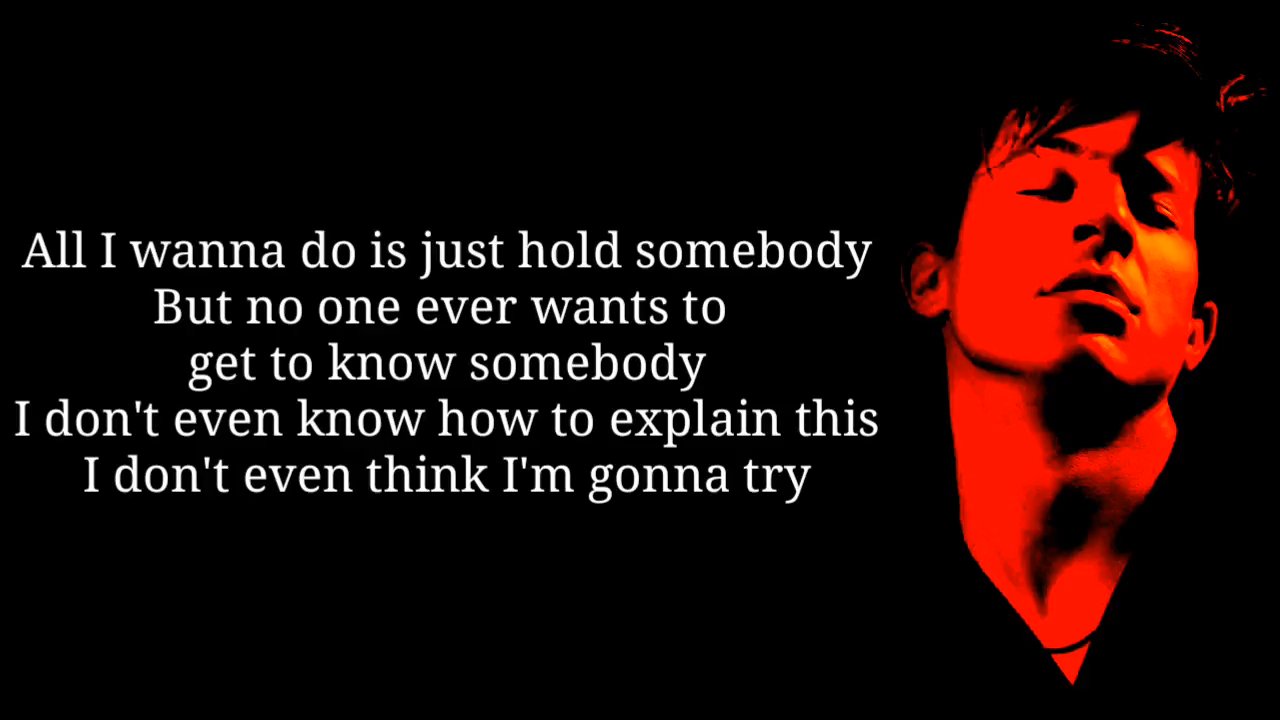 All I wanna do is just hold somebody
But no one ever wants to
get to know somebody
I don't even know how to explain this
I don't even think I'm gonna try